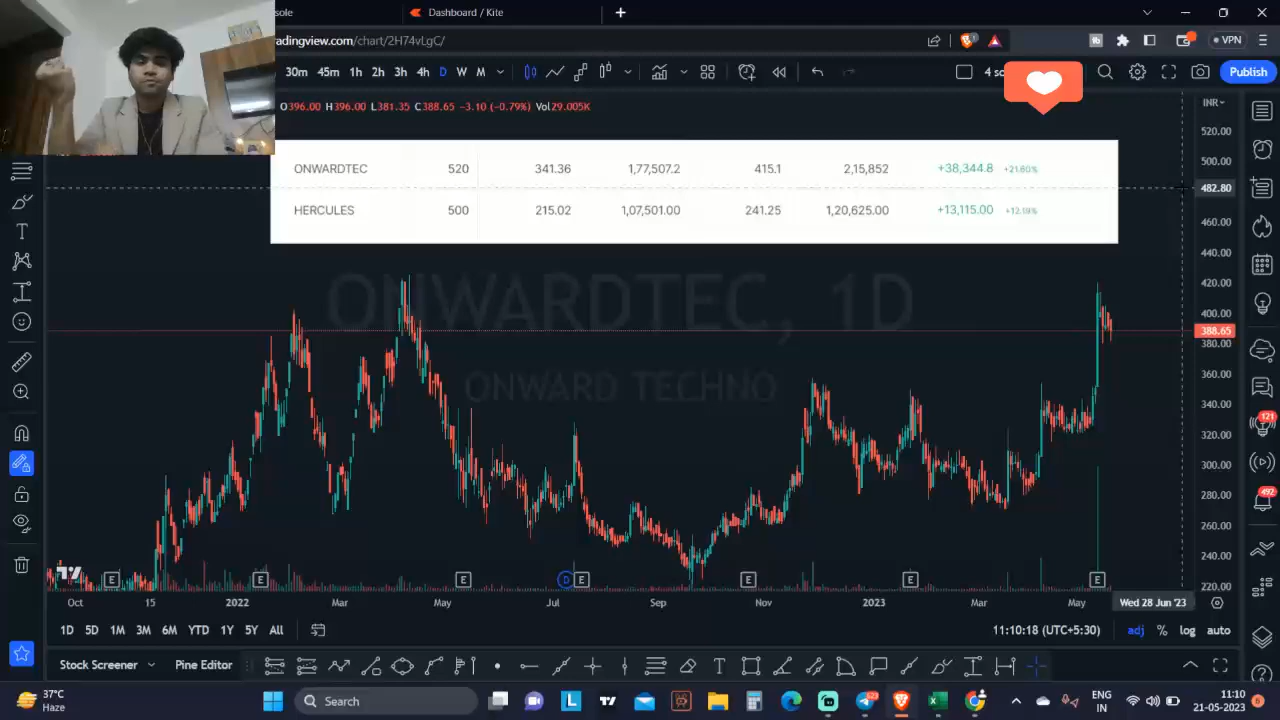 sole
Dashboard / Kite
radingview.com/chart/2H74vLgC/
VPN
30m 45m 1h 2h 3h 4h D W M
4
Publish
O396.00 H396.00 L381.35 C388.65 −3.10 (−0.79%) Vol29.005K
INR
ONWARDTEC 520 341.36 1,77,507.2 415.1 2,15,852 +38,344.8 +21.60%
HERCULES 500 215.02 1,07,501.00 241.25 1,20,625.00 +13,115.00 +12.19%
520.00
500.00
482.80
460.00
440.00
420.00
400.00
388.65
380.00
360.00
340.00
320.00
300.00
280.00
260.00
240.00
220.00
ONWARDTEC, 1D
ONWARD TECHNO
121
492
E E E D E E E E
Oct 15 2022 Mar May Jul Sep Nov 2023 Mar May Wed 28 Jun '23
1D 5D 1M 3M 6M YTD 1Y 5Y All
11:10:18 (UTC+5:30) adj % log auto
Stock Screener Pine Editor
37°C
Haze
Search
ENG
IN
11:10
21-05-2023